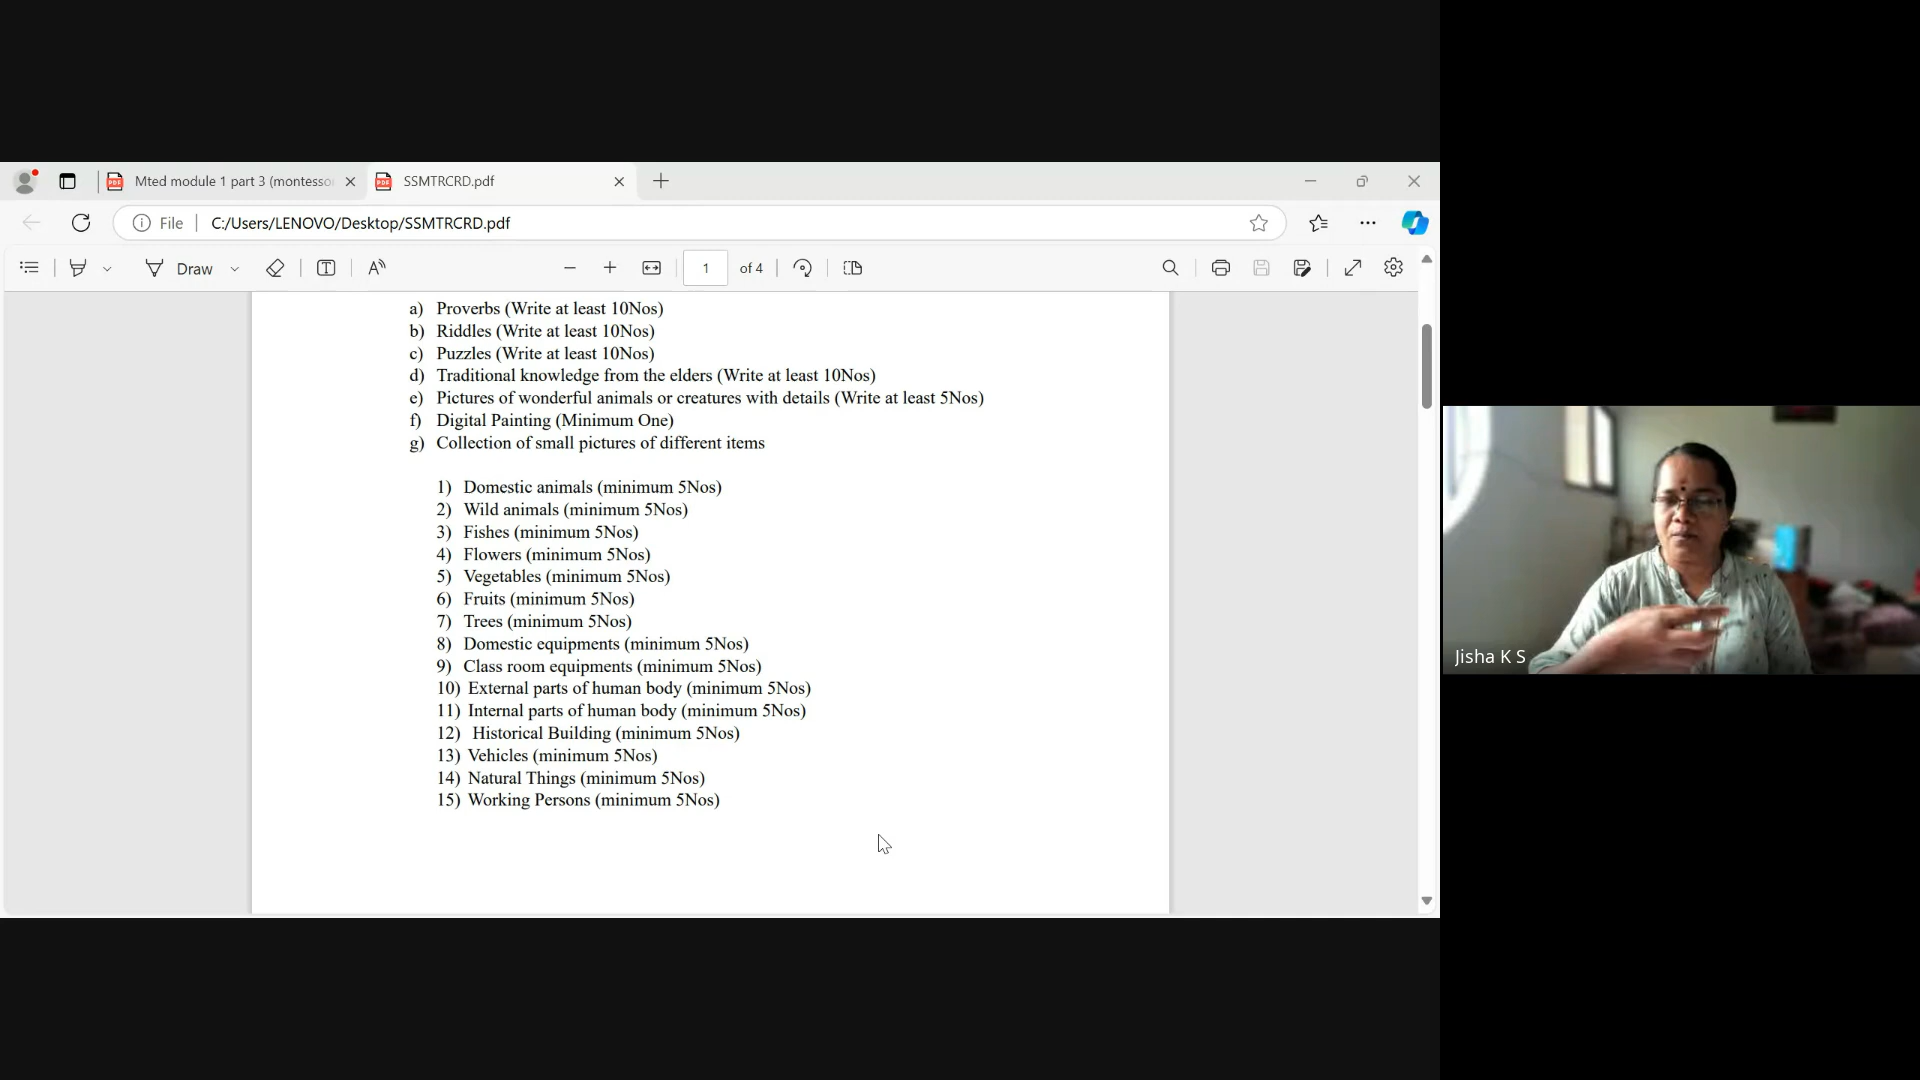 Mted module 1 part 3 (montesso
SSMTRCRD.pdf
File
C:/Users/LENOVO/Desktop/SSMTRCRD.pdf
Draw
1 of 4
a) Proverbs (Write at least 10Nos)
b) Riddles (Write at least 10Nos)
c) Puzzles (Write at least 10Nos)
d) Traditional knowledge from the elders (Write at least 10Nos)
e) Pictures of wonderful animals or creatures with details (Write at least 5Nos)
f) Digital Painting (Minimum One)
g) Collection of small pictures of different items
1) Domestic animals (minimum 5Nos)
2) Wild animals (minimum 5Nos)
3) Fishes (minimum 5Nos)
4) Flowers (minimum 5Nos)
5) Vegetables (minimum 5Nos)
6) Fruits (minimum 5Nos)
7) Trees (minimum 5Nos)
8) Domestic equipments (minimum 5Nos)
9) Class room equipments (minimum 5Nos)
10) External parts of human body (minimum 5Nos)
11) Internal parts of human body (minimum 5Nos)
12) Historical Building (minimum 5Nos)
13) Vehicles (minimum 5Nos)
14) Natural Things (minimum 5Nos)
15) Working Persons (minimum 5Nos)
Jisha K S